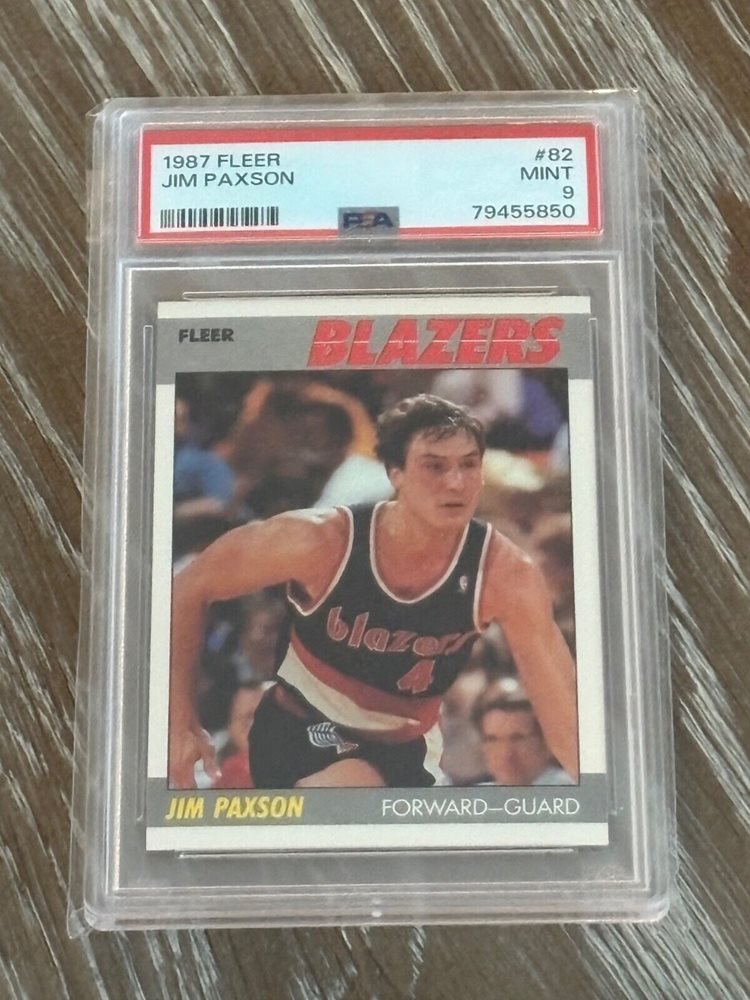 1987 FLEER #82
JIM PAXSON MINT
9
PSA 79455850
FLEER BLAZERS
blazers
4
JIM PAXSON FORWARD–GUARD